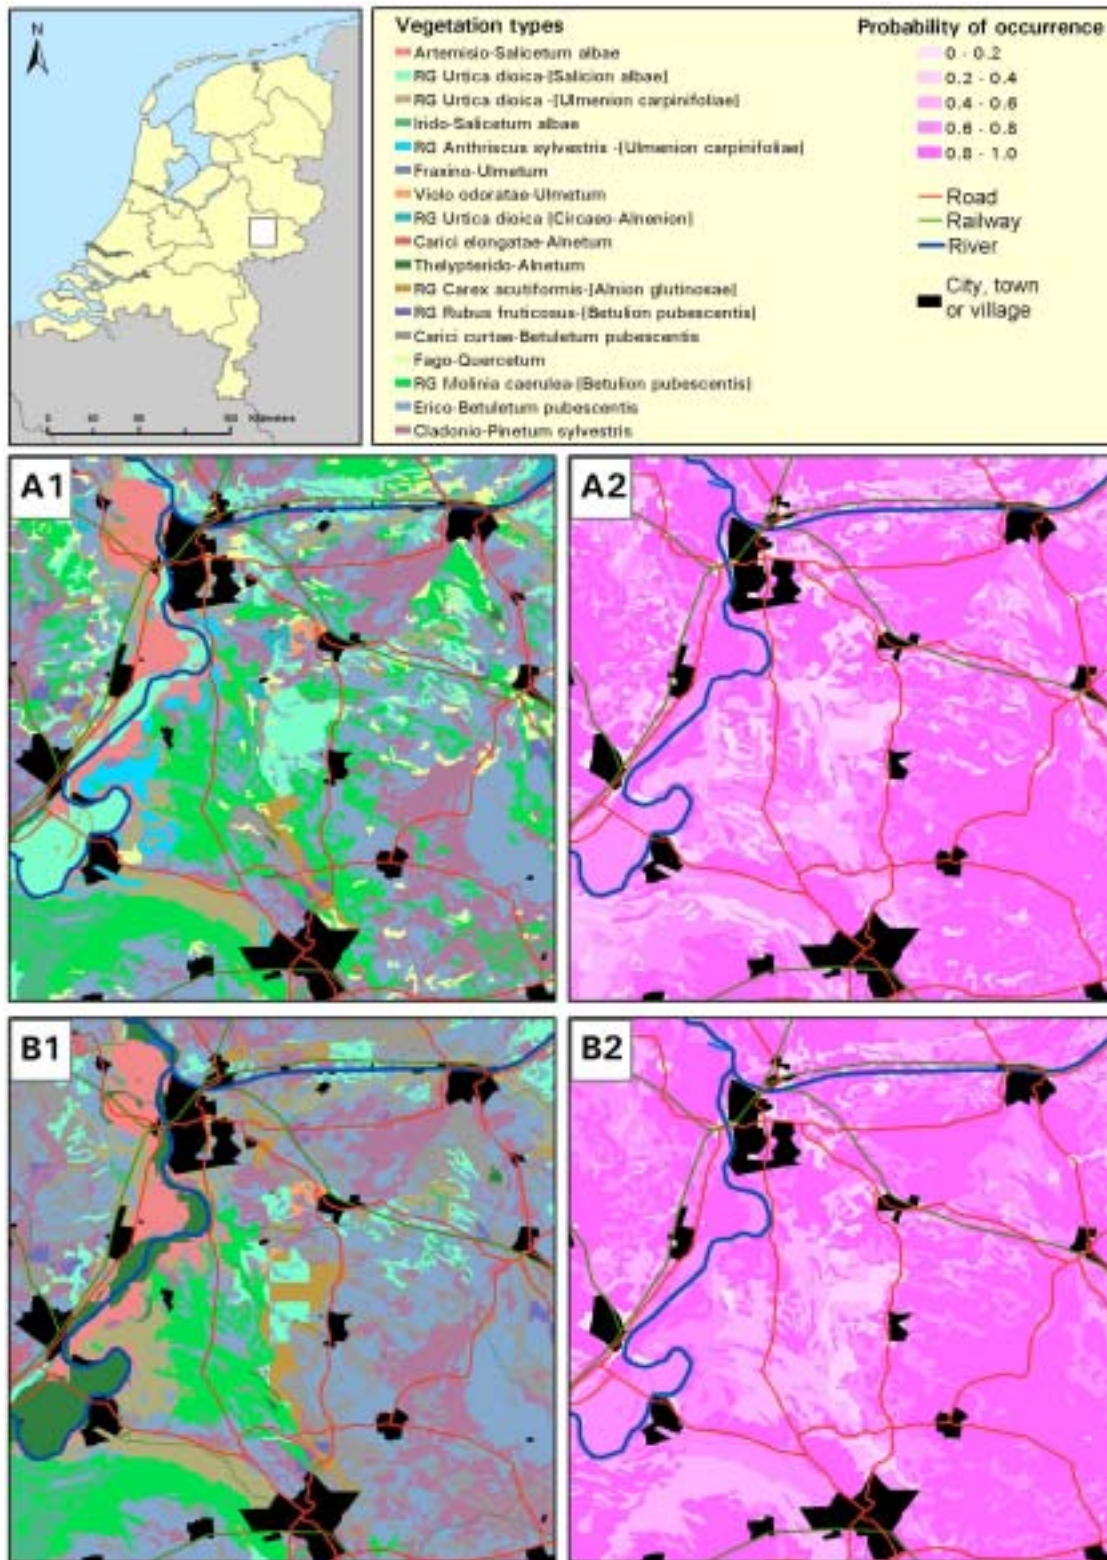 N
0
Kilometers
Vegetation types
Artemisio-Salicetum albae
RG Urtica dioica-[Salicion albae]
RG Urtica dioica -[Ulmenion carpinifoliae]
Irido-Salicetum albae
RG Anthriscus sylvestris -[Ulmenion carpinifoliae]
Fraxino-Ulmetum
Violo odoratae-Ulmetum
RG Urtica dioica [Circaeo-Alnenion]
Carici elongatae-Alnetum
Thelypterido-Alnetum
RG Carex acutiformis-[Alnion glutinosae]
RG Rubus fruticosus-[Betulion pubescentis]
Carici curtae-Betuletum pubescentis
Fago-Quercetum
RG Molinia caerulea-[Betulion pubescentis]
Erico-Betuletum pubescentis
Cladonio-Pinetum sylvestris
Probability of occurrence
0 - 0.2
0.2 - 0.4
0.4 - 0.6
0.6 - 0.8
0.8 - 1.0
Road
Railway
River
City, town
or village
A1
A2
B1
B2